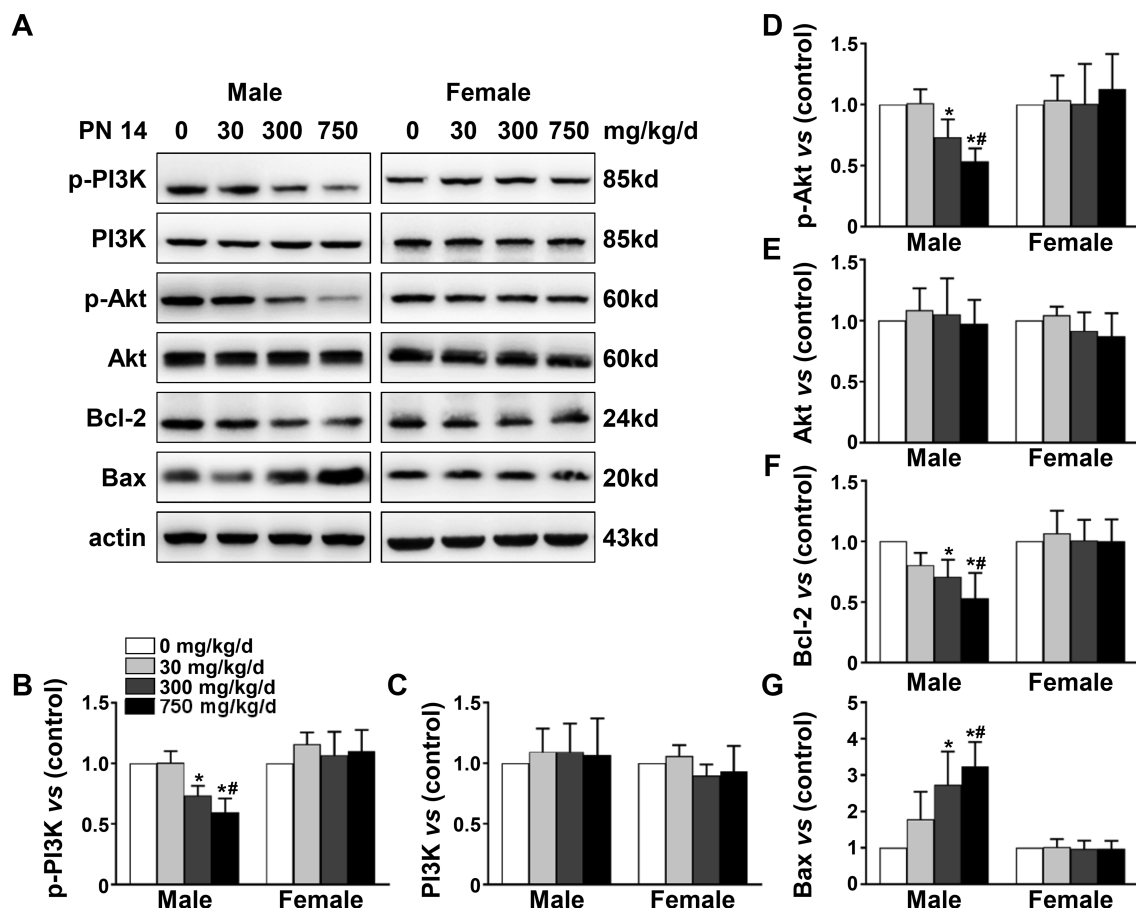 A
Male Female
PN 14 0 30 300 750 0 30 300 750 mg/kg/d
p-PI3K 85kd
PI3K 85kd
p-Akt 60kd
Akt 60kd
Bcl-2 24kd
Bax 20kd
actin 43kd
0 mg/kg/d
30 mg/kg/d
300 mg/kg/d
750 mg/kg/d
B
p-PI3K vs (control)
1.5
1.0
0.5
0
* *#
Male Female
C
PI3K vs (control)
1.5
1.0
0.5
0
Male Female
D
p-Akt vs (control)
1.5
1.0
0.5
0
* *#
Male Female
E
Akt vs (control)
1.5
1.0
0.5
0
Male Female
F
Bcl-2 vs (control)
1.5
1.0
0.5
0
* *#
Male Female
G
Bax vs (control)
5
4
3
2
1
0
* *#
Male Female